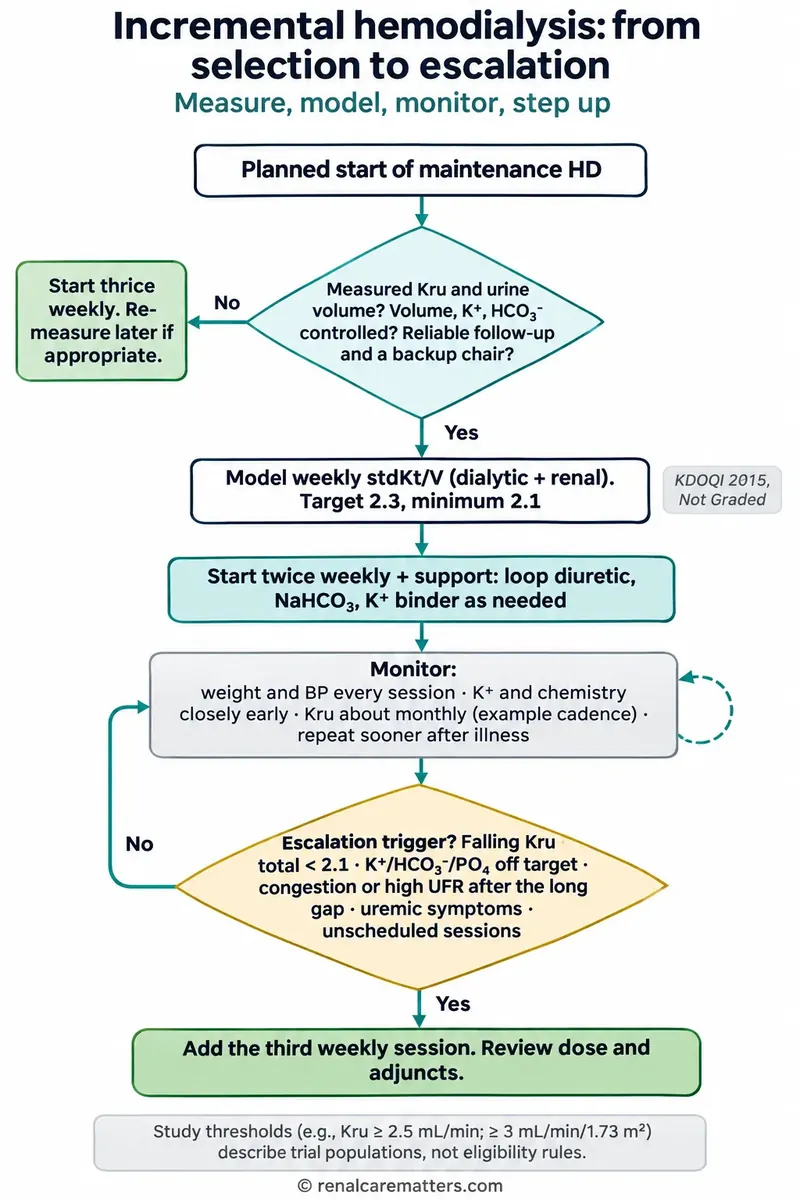 Incremental hemodialysis: from
selection to escalation
Measure, model, monitor, step up
Planned start of maintenance HD
Measured Kru and urine
volume? Volume, K⁺, HCO₃⁻
controlled? Reliable follow-up
and a backup chair?
No
Start thrice
weekly. Re-
measure later if
appropriate.
Yes
Model weekly stdKt/V (dialytic + renal).
Target 2.3, minimum 2.1
KDOQI 2015,
Not Graded
Start twice weekly + support: loop diuretic,
NaHCO₃, K⁺ binder as needed
Monitor:
weight and BP every session · K⁺ and chemistry
closely early · Kru about monthly (example cadence) ·
repeat sooner after illness
No
Escalation trigger? Falling Kru
total < 2.1 · K⁺/HCO₃⁻/PO₄ off target ·
congestion or high UFR after the long
gap · uremic symptoms ·
unscheduled sessions
Yes
Add the third weekly session. Review dose and
adjuncts.
Study thresholds (e.g., Kru ≥ 2.5 mL/min; ≥ 3 mL/min/1.73 m²)
describe trial populations, not eligibility rules.
© renalcarematters.com